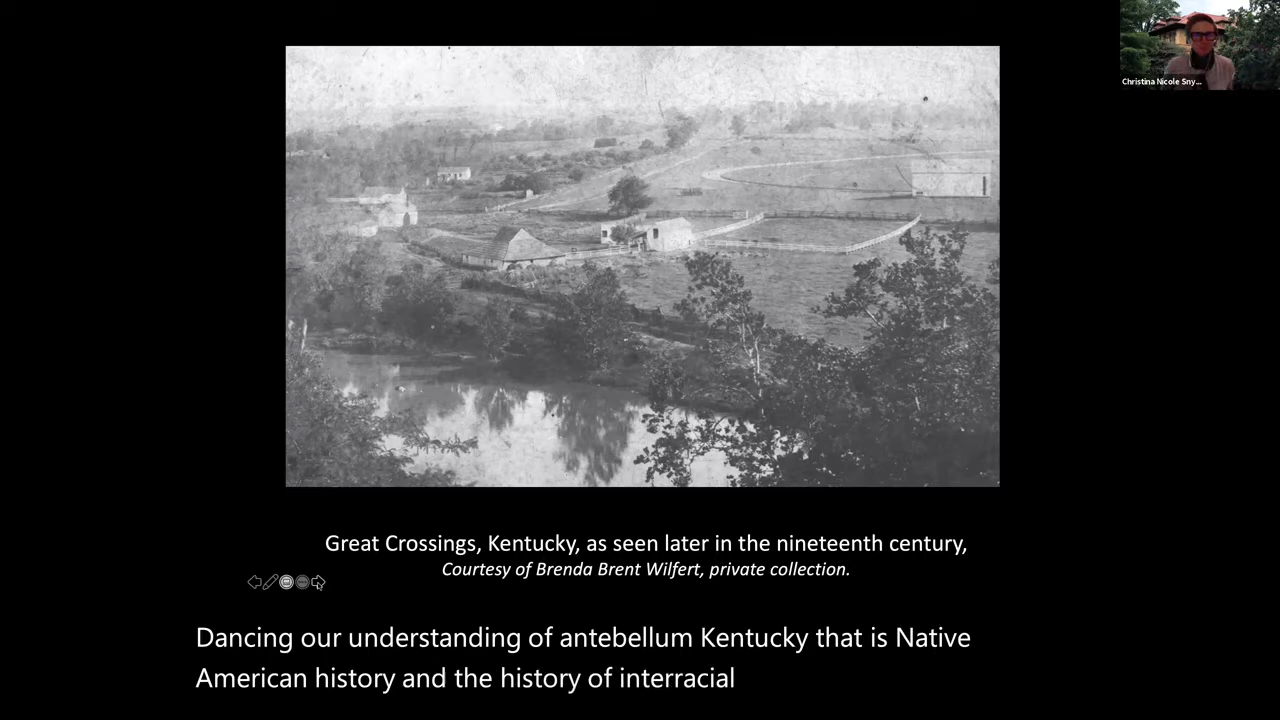 Christina Nicole Sny...
Great Crossings, Kentucky, as seen later in the nineteenth century,
Courtesy of Brenda Brent Wilfert, private collection.
Dancing our understanding of antebellum Kentucky that is Native
American history and the history of interracial